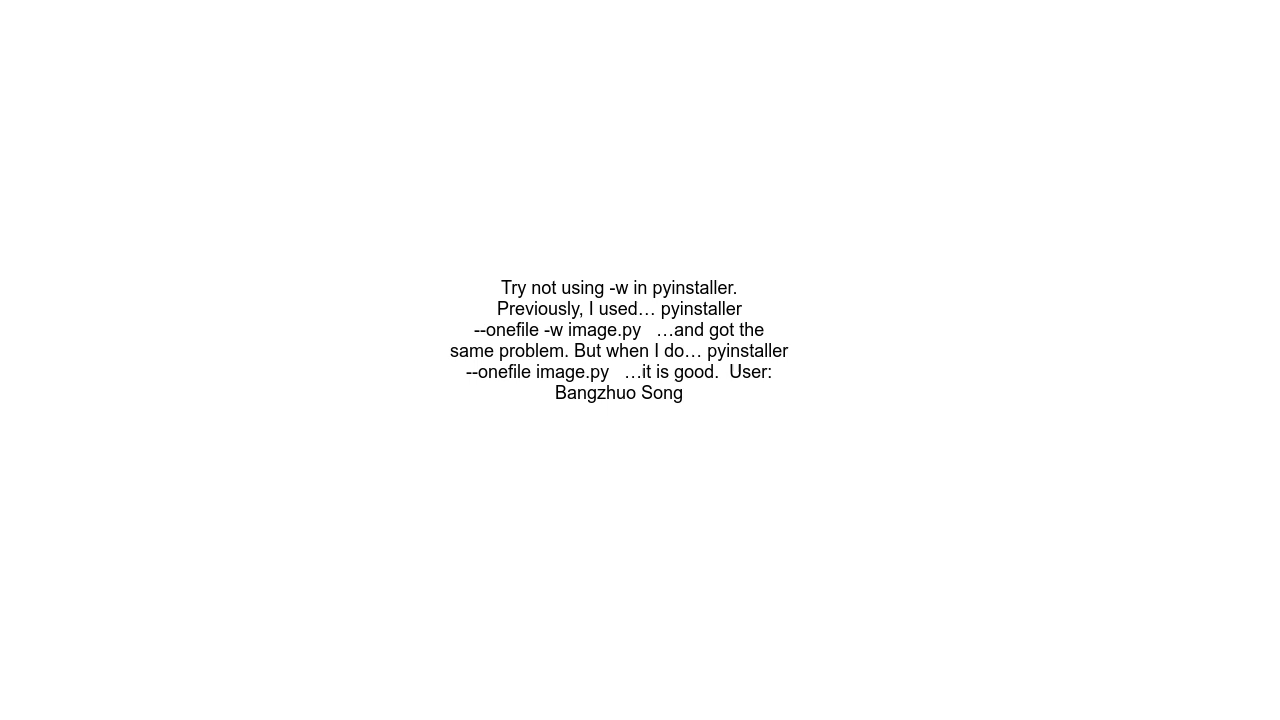 Try not using -w in pyinstaller.
Previously, I used… pyinstaller
--onefile -w image.py   …and got the
same problem. But when I do… pyinstaller
--onefile image.py   …it is good.  User:
Bangzhuo Song